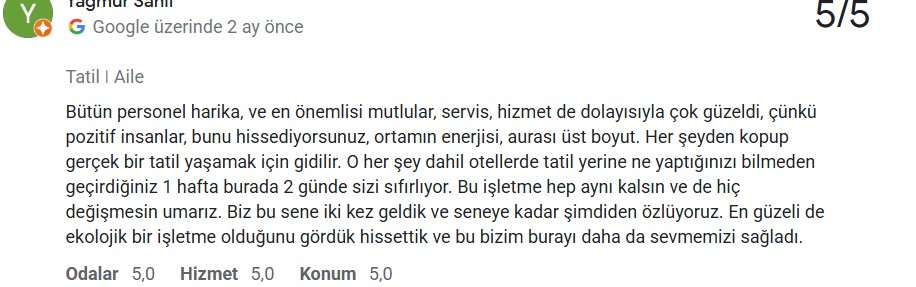 Y
Yağmur Sahil
5/5
Google üzerinde 2 ay önce
Tatil | Aile
Bütün personel harika, ve en önemlisi mutlular, servis, hizmet de dolayısıyla çok güzeldi, çünkü
pozitif insanlar, bunu hissediyorsunuz, ortamın enerjisi, aurası üst boyut. Her şeyden kopup
gerçek bir tatil yaşamak için gidilir. O her şey dahil otellerde tatil yerine ne yaptığınızı bilmeden
geçirdiğiniz 1 hafta burada 2 günde sizi sıfırlıyor. Bu işletme hep aynı kalsın ve de hiç
değişmesin umarız. Biz bu sene iki kez geldik ve seneye kadar şimdiden özlüyoruz. En güzeli de
ekolojik bir işletme olduğunu gördük hissettik ve bu bizim burayı daha da sevmemizi sağladı.
Odalar 5,0 Hizmet 5,0 Konum 5,0